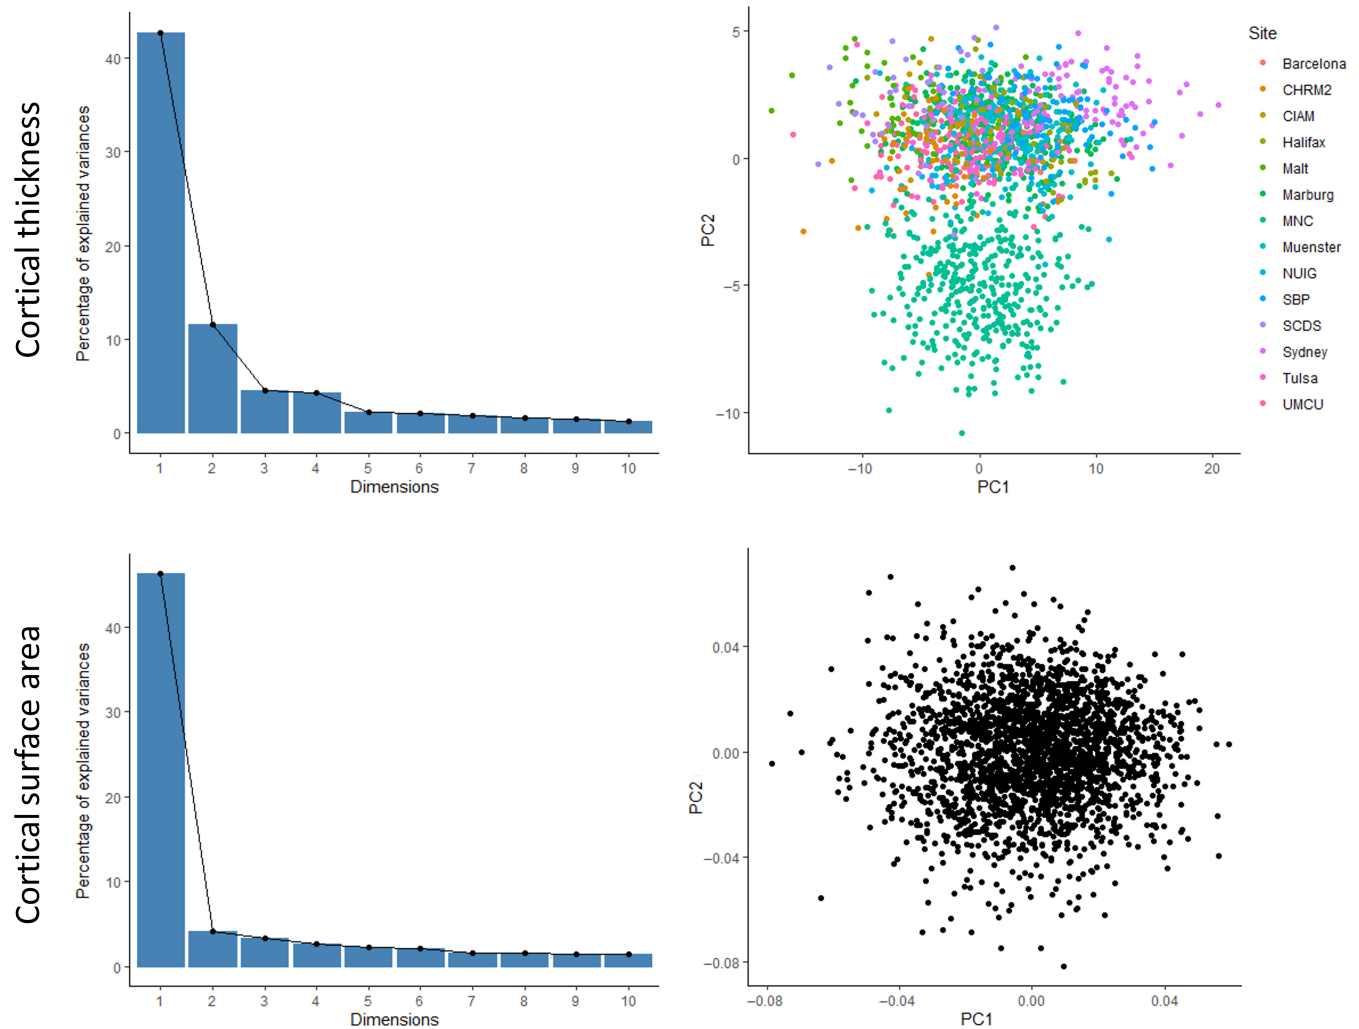 Cortical thickness
Percentage of explained variances
40
30
20
10
0
1 2 3 4 5 6 7 8 9 10
Dimensions
PC2
5
0
−5
−10
−10 0 10 20
PC1
Site
Barcelona
CHRM2
CIAM
Halifax
Malt
Marburg
MNC
Muenster
NUIG
SBP
SCDS
Sydney
Tulsa
UMCU
Cortical surface area
Percentage of explained variances
40
30
20
10
0
1 2 3 4 5 6 7 8 9 10
Dimensions
PC2
0.04
0.00
−0.04
−0.08
−0.08 −0.04 0.00 0.04
PC1